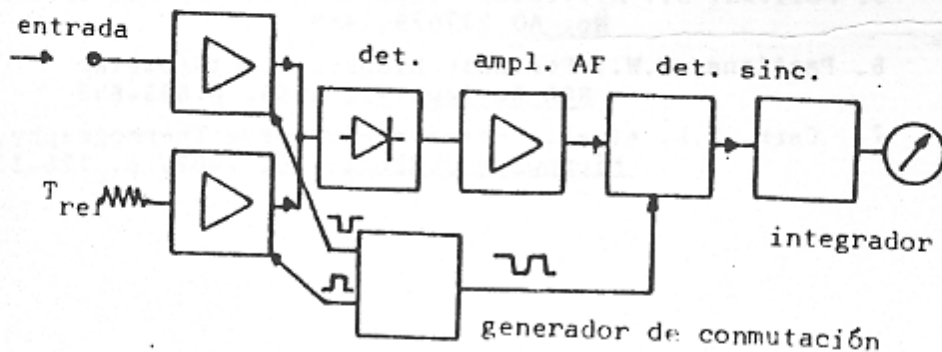 entrada
det.
ampl. AF
det. sinc.
T ref
integrador
generador de conmutación